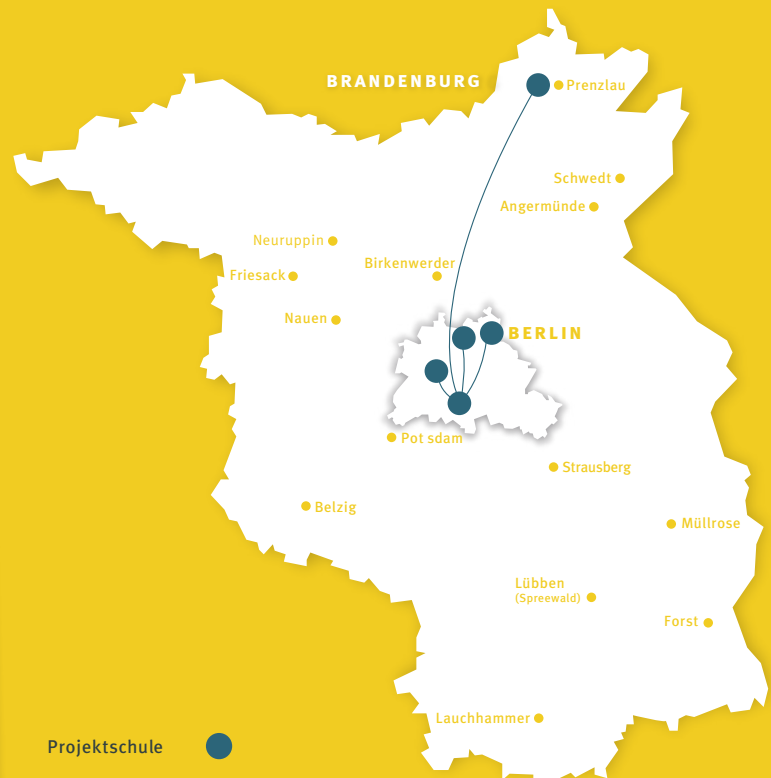 BRANDENBURG
Prenzlau
Schwedt
Angermünde
Neuruppin
Birkenwerder
Friesack
Nauen
BERLIN
Pot sdam
Strausberg
Belzig
Müllrose
Lübben
(Spreewald)
Forst
Lauchhammer
Projektschule